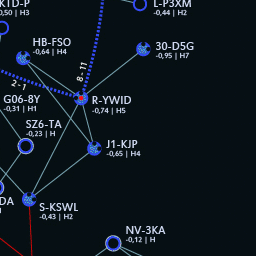 KTD-P
-0,50 | H3
L-P3XM
-0,44 | H2
HB-FSO
-0,64 | H4
30-D5G
-0,95 | H7
8 - 11
2 - 1
G06-8Y
-0,31 | H1
R-YWID
-0,74 | H5
SZ6-TA
-0,23 | H
J1-KJP
-0,65 | H4
DA
S-KSWL
-0,43 | H2
NV-3KA
-0,12 | H